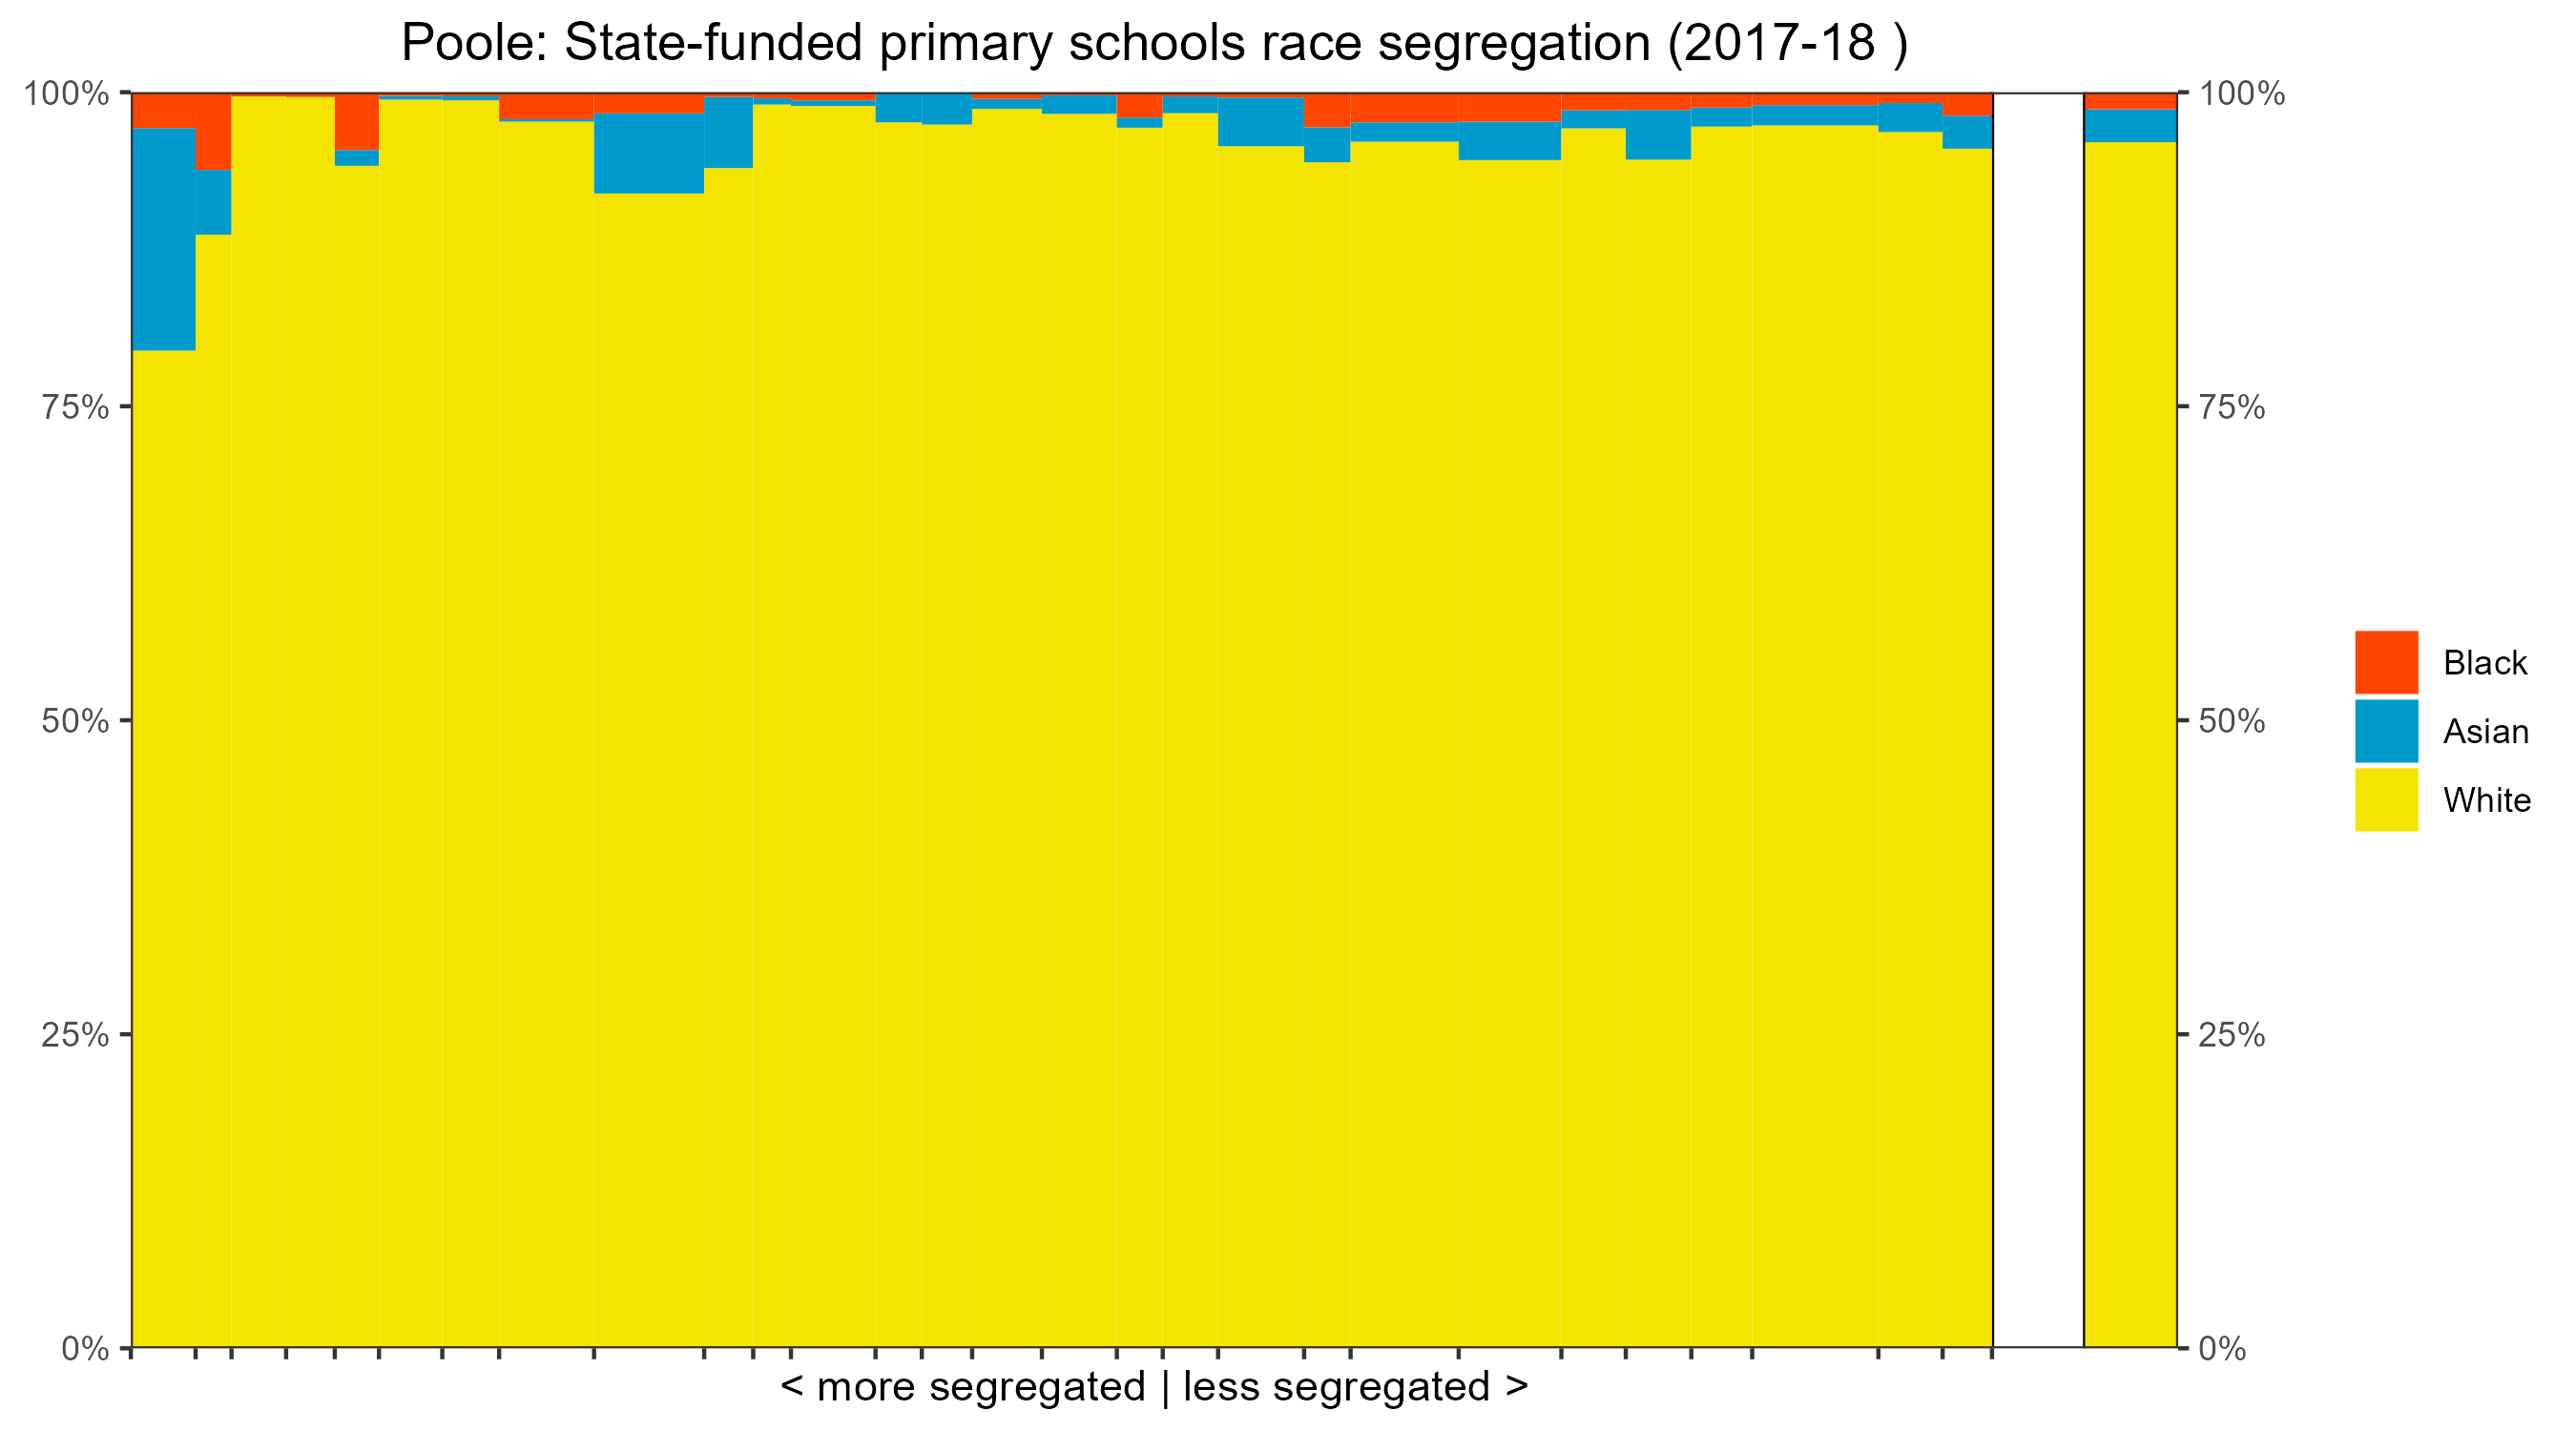 Poole: State-funded primary schools race segregation (2017-18 )
100%
75%
50%
25%
0%
100%
75%
50%
25%
0%
Black
Asian
White
< more segregated | less segregated >